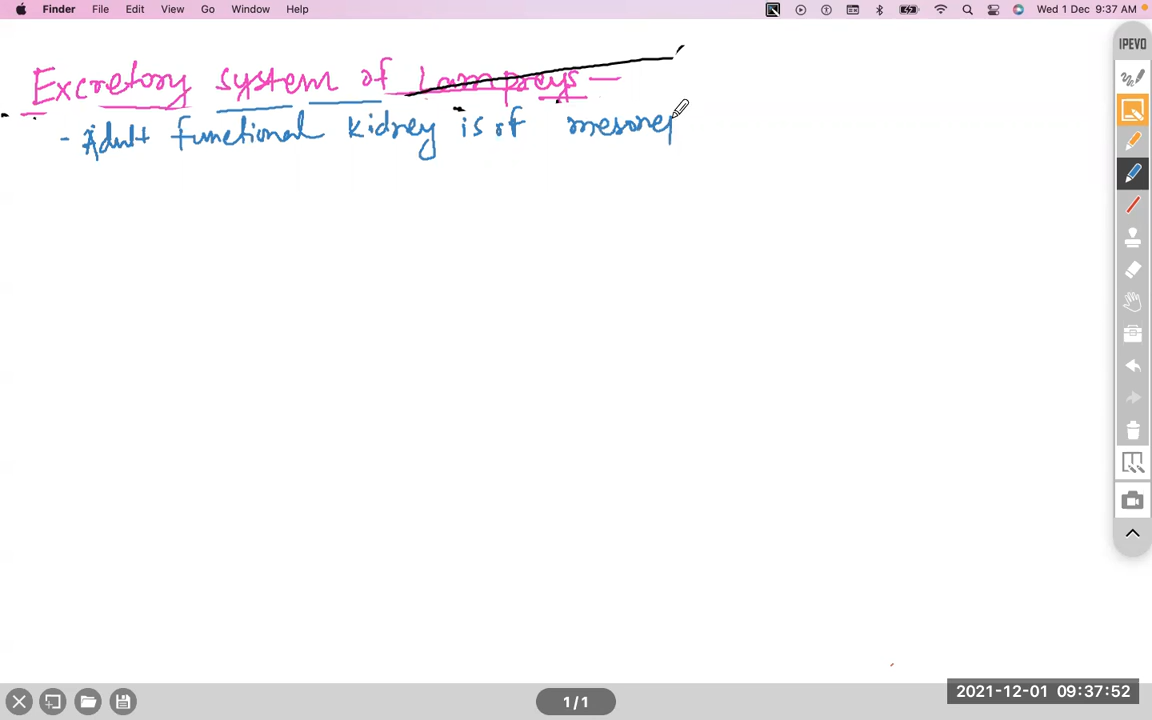 Finder File Edit View Go Window Help Wed 1 Dec 9:37 AM
IPEVO
Excretory system of Lampreys —
- Adult functional kidney is of mesonep
1/1
2021-12-01 09:37:52